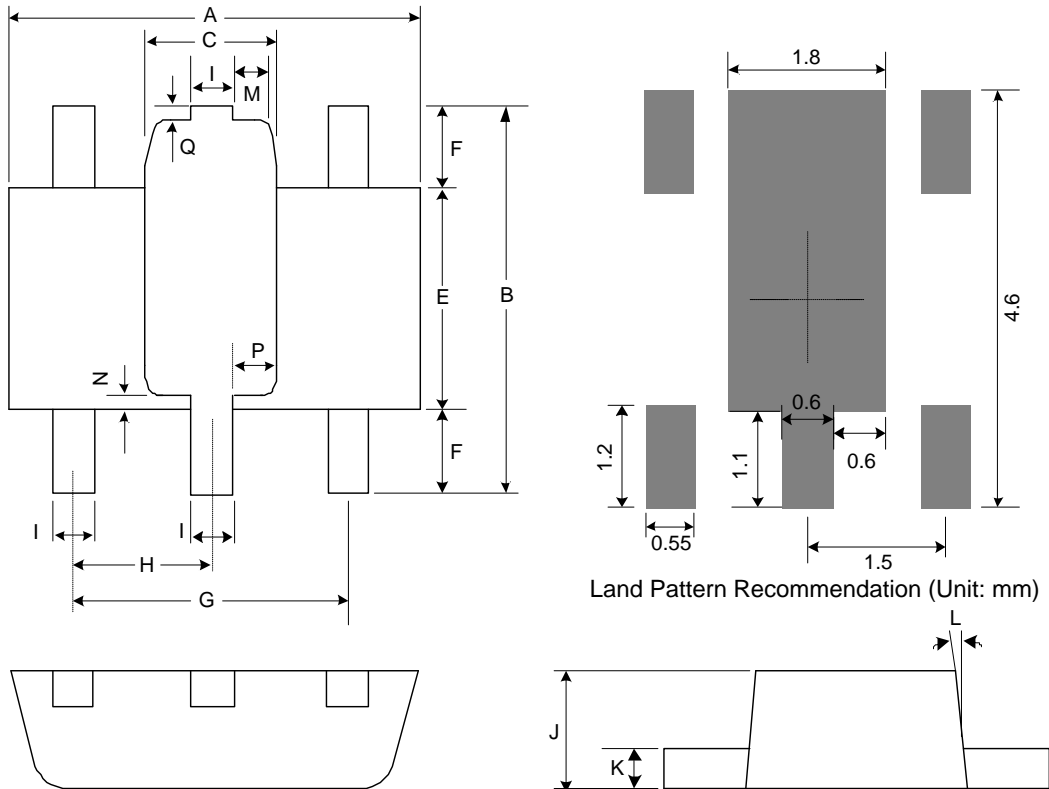 A
C
I
M
Q
F
E
B
P
N
F
I
I
H
G
1.8
4.6
0.6
1.2
1.1
0.6
0.55
1.5
Land Pattern Recommendation (Unit: mm)
L
J
K